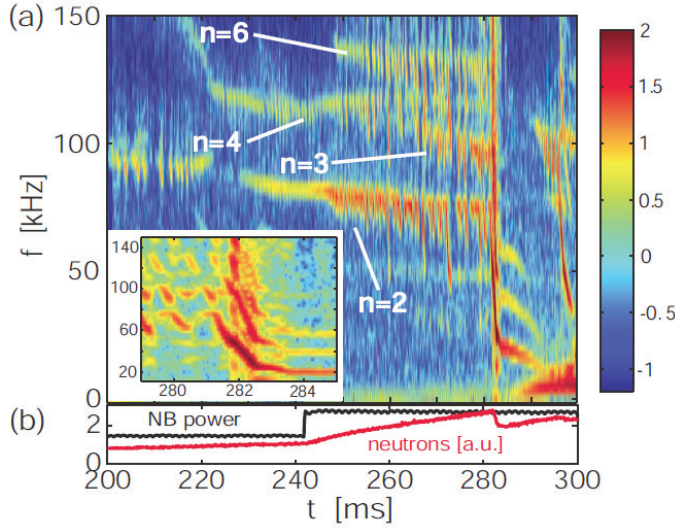 (a)
150
n=6
n=4
n=3
100
f [kHz]
50
n=2
0
140
100
60
20
280 282 284
2
1.5
1
0.5
0
-0.5
-1
(b)
2
NB power
neutrons [a.u.]
0
200 220 240 260 280 300
t [ms]